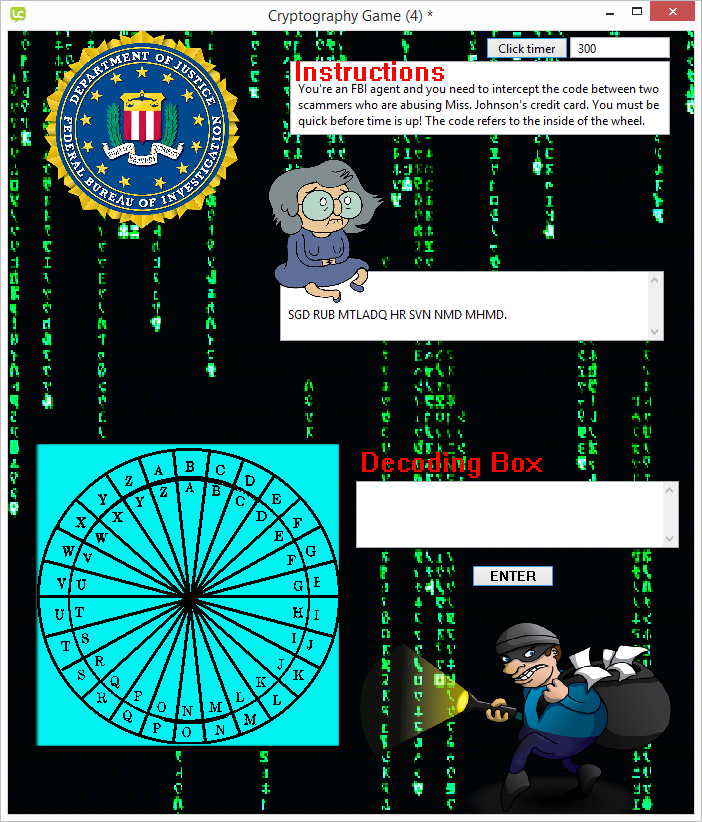 Cryptography Game (4) *
Click timer 300
Instructions
You're an FBI agent and you need to intercept the code between two
scammers who are abusing Miss. Johnson's credit card. You must be
quick before time is up! The code refers to the inside of the wheel.
DEPARTMENT OF JUSTICE
FEDERAL BUREAU OF INVESTIGATION
SGD RUB MTLADQ HR SVN NMD MHMD.
Decoding Box
ENTER
B C D E F G H I J K L M N O P Q R S T U V W X Y Z A
A B C D E F G H I J K L M N O P Q R S T U V W X Y Z